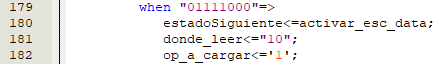 179 when "01111000"=>
180 estadoSiguiente<=activar_esc_data;
181 donde_leer<="10";
182 op_a_cargar<='1';